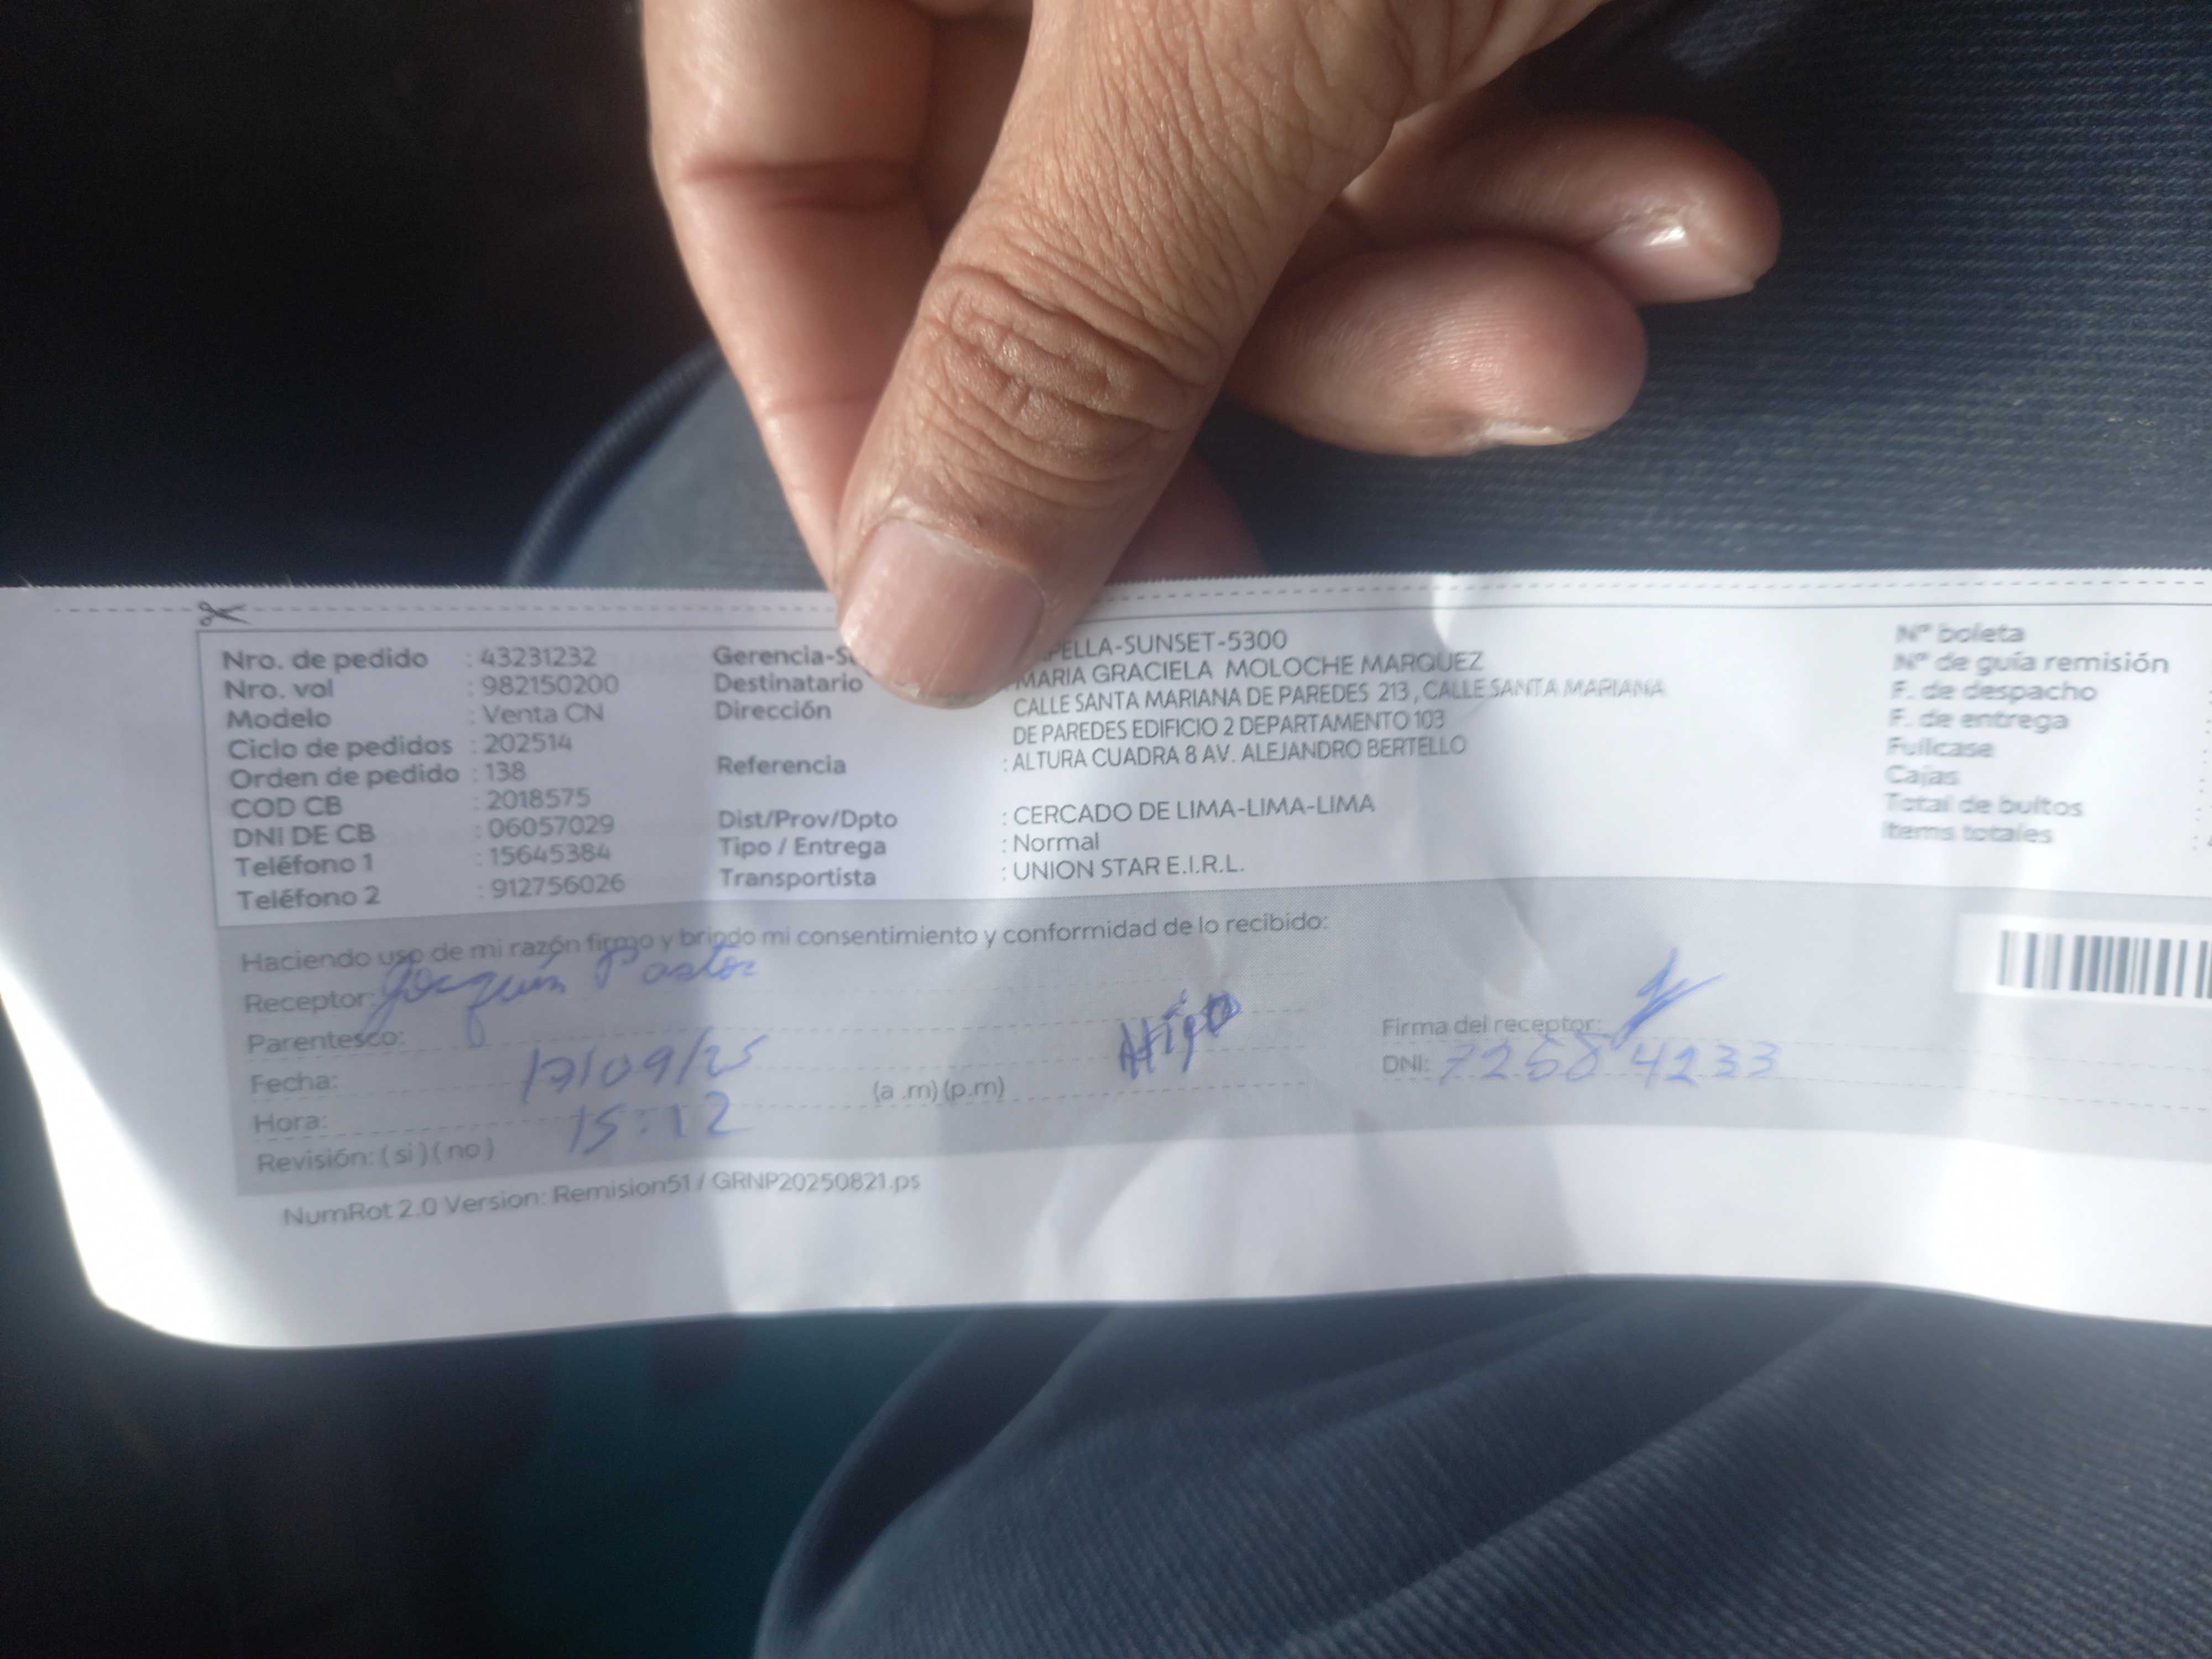 Nro. de pedido : 43231232
Nro. vol : 982150200
Modelo : Venta CN
Ciclo de pedidos : 202514
Orden de pedido : 138
COD CB : 2018575
DNI DE CB : 06057029
Teléfono 1 : 15645384
Teléfono 2 : 912756026
Gerencia-S PELLA-SUNSET-5300
Destinatario MARIA GRACIELA MOLOCHE MARQUEZ
Dirección CALLE SANTA MARIANA DE PAREDES 213, CALLE SANTA MARIANA
DE PAREDES EDIFICIO 2 DEPARTAMENTO 103
Referencia : ALTURA CUADRA 8 AV. ALEJANDRO BERTELLO
Dist/Prov/Dpto : CERCADO DE LIMA-LIMA-LIMA
Tipo / Entrega : Normal
Transportista : UNION STAR E.I.R.L.
N° boleta
N° de guía remisión
F. de despacho
F. de entrega
Fullcase
Cajas
Total de bultos
Items totales
Haciendo uso de mi razón firmo y brindo mi consentimiento y conformidad de lo recibido:
Receptor: Joaquín Pastor
Parentesco: Hijo
Fecha: 17/09/25
Hora: 15:12 (a .m) (p.m)
Revisión: ( si ) ( no )
Firma del receptor:
DNI:
NumRot 2.0 Version: Remision51 / GRNP20250821.ps